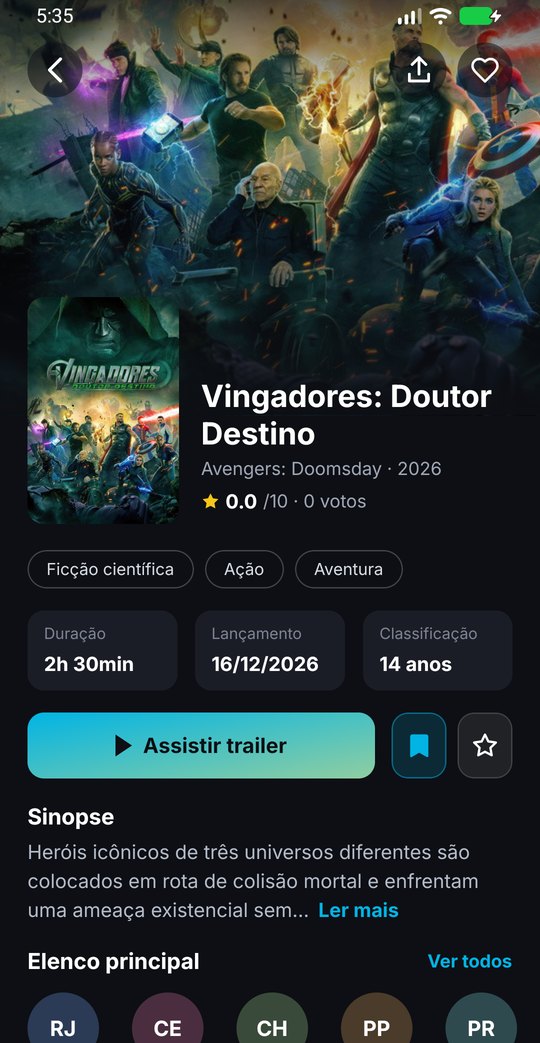 5:35
VINGADORES
DOUTOR DESTINO
Vingadores: Doutor
Destino
Avengers: Doomsday · 2026
0.0 /10 · 0 votos
Ficção científica
Ação
Aventura
Duração
Lançamento
Classificação
2h 30min
16/12/2026
14 anos
Assistir trailer
Sinopse
Heróis icônicos de três universos diferentes são
colocados em rota de colisão mortal e enfrentam
uma ameaça existencial sem... Ler mais
Elenco principal
Ver todos
RJ
CE
CH
PP
PR